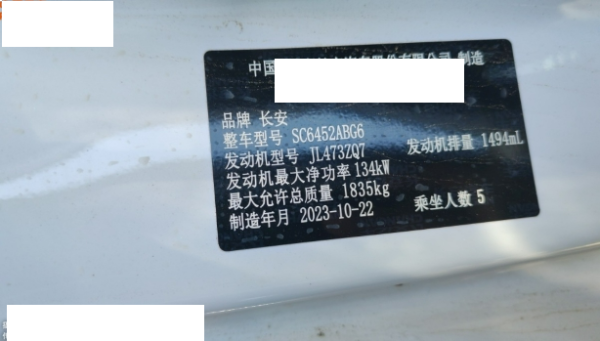 中国
制造
品牌 长安
整车型号 SC6452ABG6
发动机型号 JL473ZQ7 发动机排量 1494mL
发动机最大净功率 134kW
最大允许总质量 1835kg
制造年月 2023-10-22 乘坐人数 5